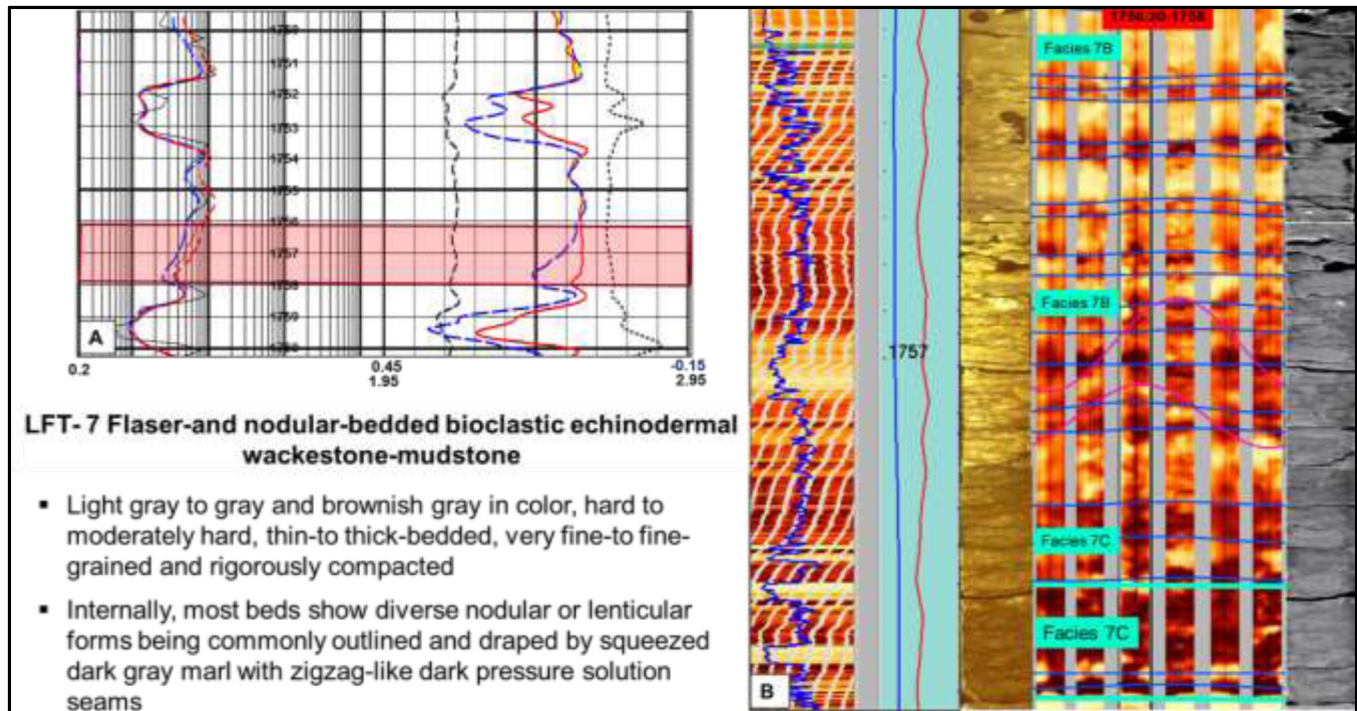 1750
1751
1752
1753
1754
1755
1756
1757
1758
1759
A
0.2
0.45
1.95
-0.15
2.95
LFT- 7 Flaser-and nodular-bedded bioclastic echinodermal
wackestone-mudstone
▪ Light gray to gray and brownish gray in color, hard to
moderately hard, thin-to thick-bedded, very fine-to fine-
grained and rigorously compacted
▪ Internally, most beds show diverse nodular or lenticular
forms being commonly outlined and draped by squeezed
dark gray marl with zigzag-like dark pressure solution
seams
1756.20-1758
Facies 7B
Facies 7B
1757
Facies 7C
Facies 7C
B